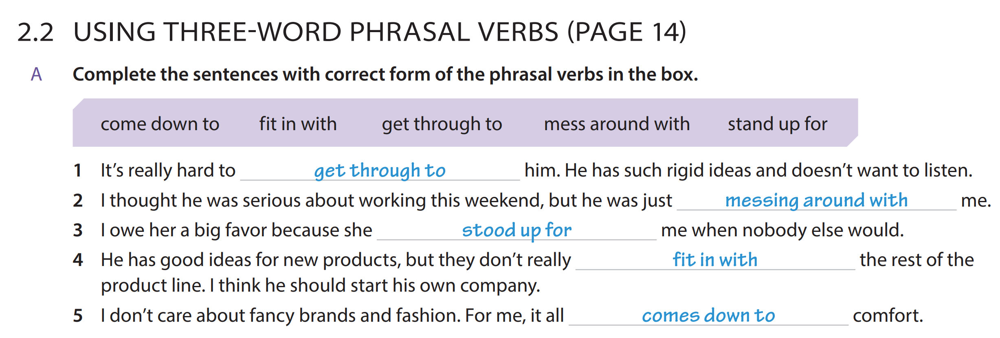 2.2 USING THREE-WORD PHRASAL VERBS (PAGE 14)
A Complete the sentences with correct form of the phrasal verbs in the box.
come down to fit in with get through to mess around with stand up for
1 It’s really hard to get through to him. He has such rigid ideas and doesn’t want to listen.
2 I thought he was serious about working this weekend, but he was just messing around with me.
3 I owe her a big favor because she stood up for me when nobody else would.
4 He has good ideas for new products, but they don’t really fit in with the rest of the
product line. I think he should start his own company.
5 I don’t care about fancy brands and fashion. For me, it all comes down to comfort.